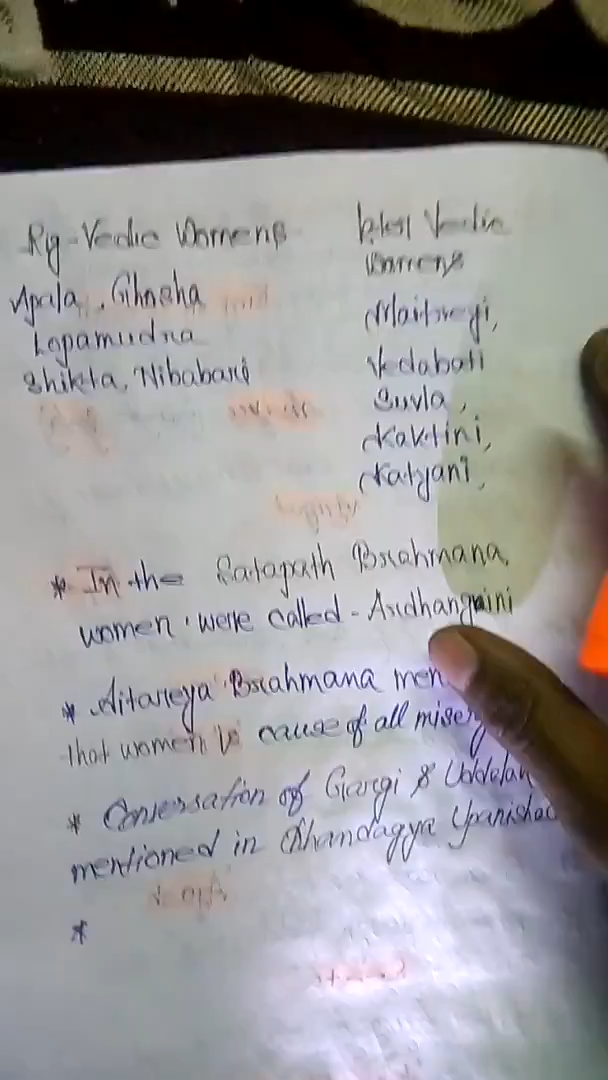 Rg-Vedic Womens
Apala, Ghosha
Lopamudra
Shikta, Nibabari
Vedic
Womens
Maitreyi,
Vedabati
Suvla,
Kaktini,
Katyani,
* In the Satapath Brahmana,
women were called - Ardhangini
* Aitareya Brahmana men
that women is cause of all misery
* Conversation of Gargi & Uddalak
mentioned in Chandagya Upanishad
*